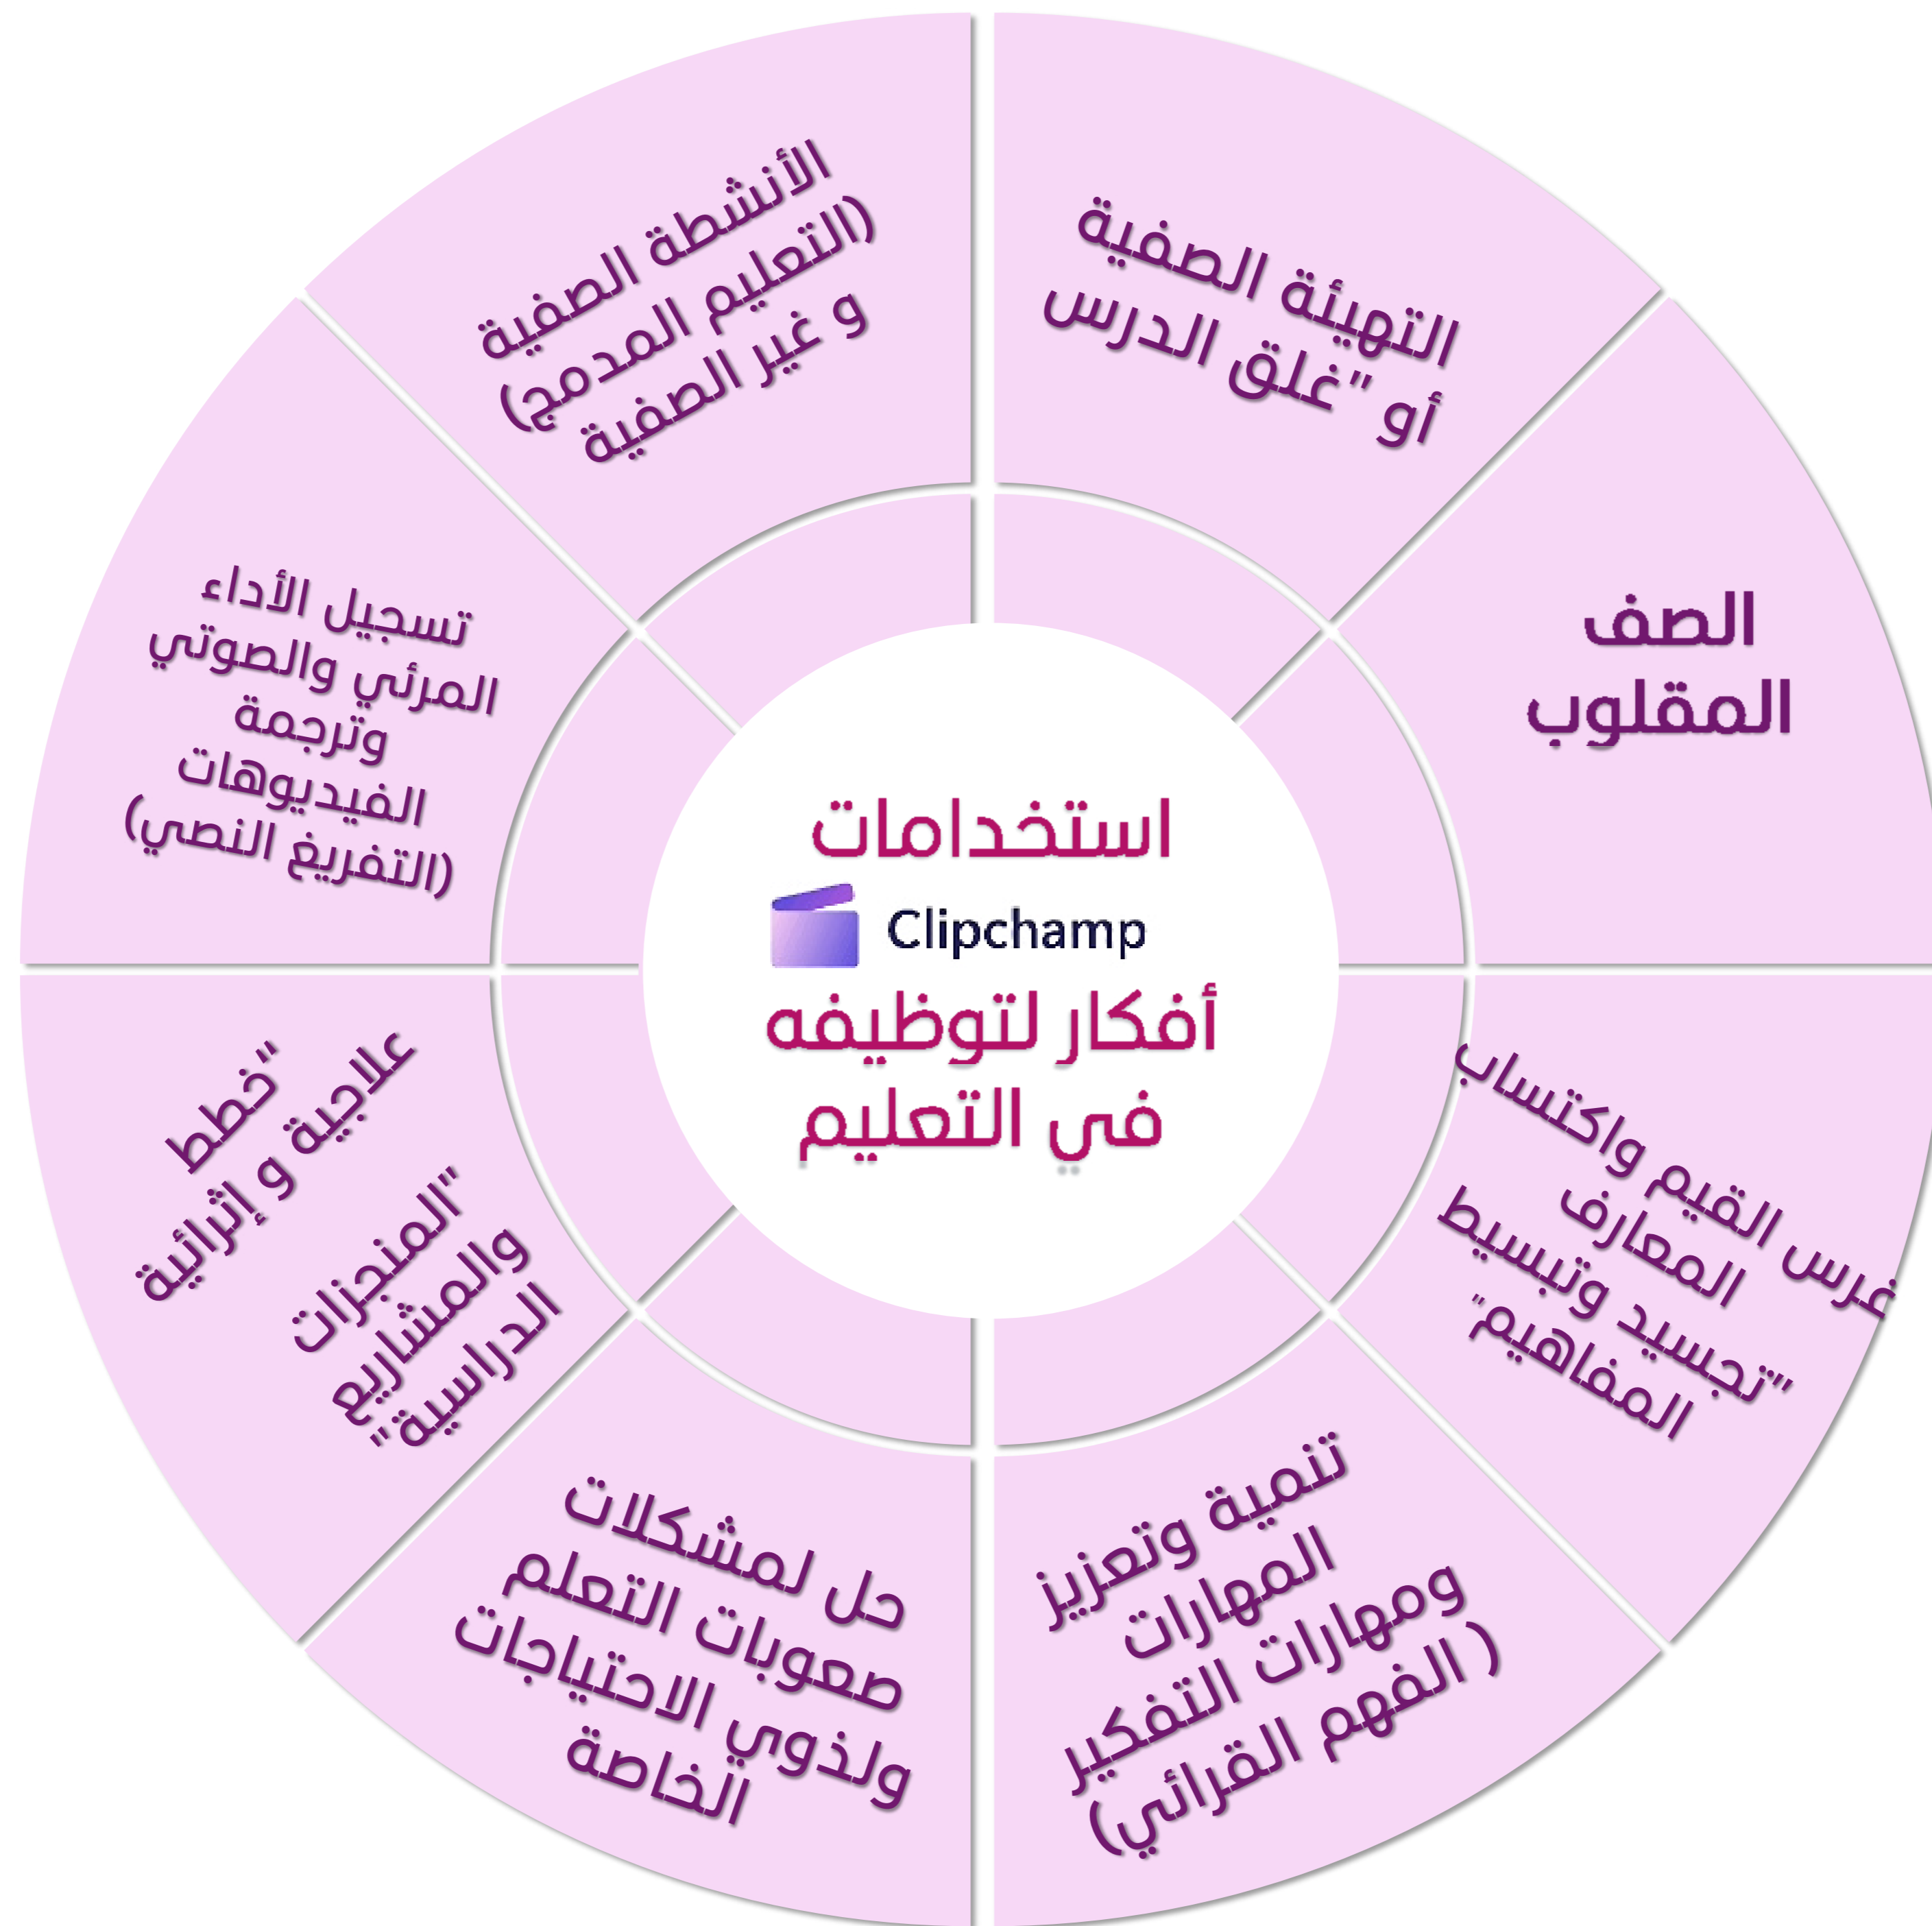 استخدامات
Clipchamp
أفكار لتوظيفه
في التعليم
التهيئة الصفية
أو "غلق الدرس
الصف
المقلوب
غرس القيم واكتساب
المعارف
"تجسيد وتبسيط
المفاهيم"
تنمية وتعزيز
المهارات
ومهارات التفكير
( الفهم القرائي)
حل لمشكلات
صعوبات التعلم
ولذوي الاحتياجات
الخاصة
"خطط
علاجية و إثرائية
"المنجزات
والمشاريع
الدراسية"
تسجيل الأداء
المرئي والصوتي
وترجمة
الفيديوهات
(التفريغ النصي)
الأنشطة الصفية
(التعليم المدمج)
و غير الصفية